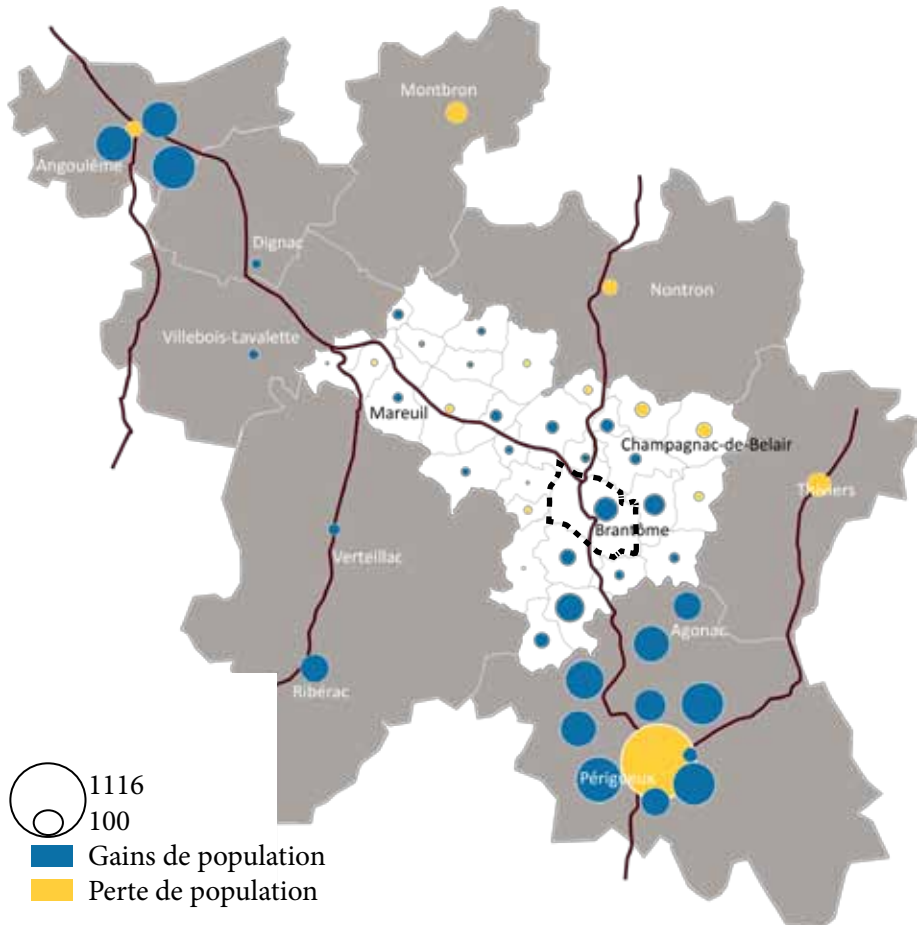 Montbron
Angoulême
Dignac
Nontron
Villebois-Lavalette
Mareuil
Champagnac-de-Belair
Thiviers
Brantôme
Verteillac
Agonac
Ribérac
Périgueux
1116
100
Gains de population
Perte de population